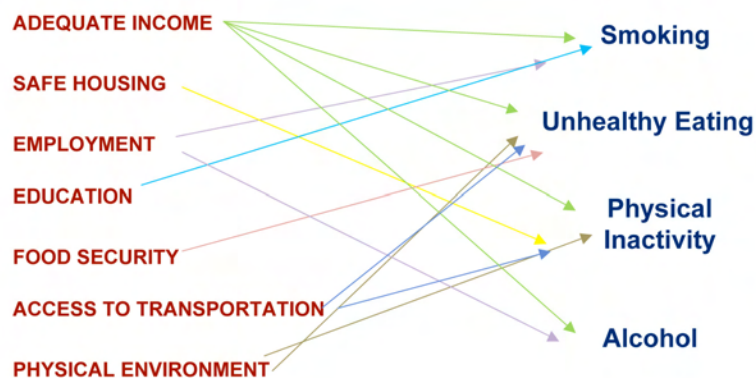 ADEQUATE INCOME
SAFE HOUSING
EMPLOYMENT
EDUCATION
FOOD SECURITY
ACCESS TO TRANSPORTATION
PHYSICAL ENVIRONMENT
Smoking
Unhealthy Eating
Physical
Inactivity
Alcohol